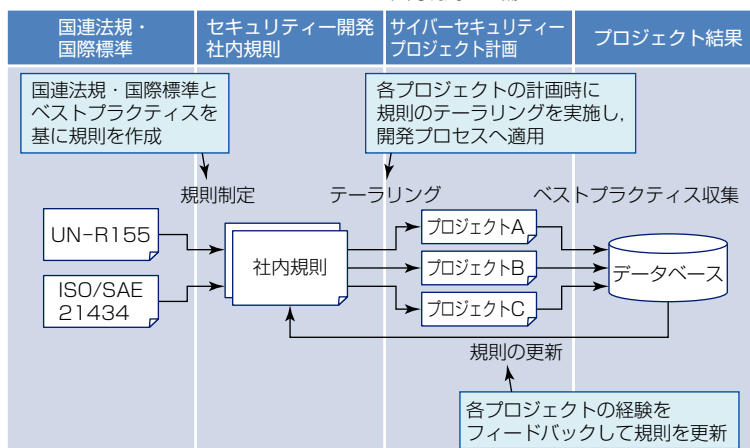 国連法規・
国際標準
セキュリティー開発
社内規則
サイバーセキュリティー
プロジェクト計画
プロジェクト結果
国連法規・国際標準と
ベストプラクティスを
基に規則を作成
各プロジェクトの計画時に
規則のテーラリングを実施し,
開発プロセスへ適用
規則制定
テーラリング
ベストプラクティス収集
UN-R155
ISO/SAE
21434
社内規則
プロジェクトA
プロジェクトB
プロジェクトC
データベース
規則の更新
各プロジェクトの経験を
フィードバックして規則を更新